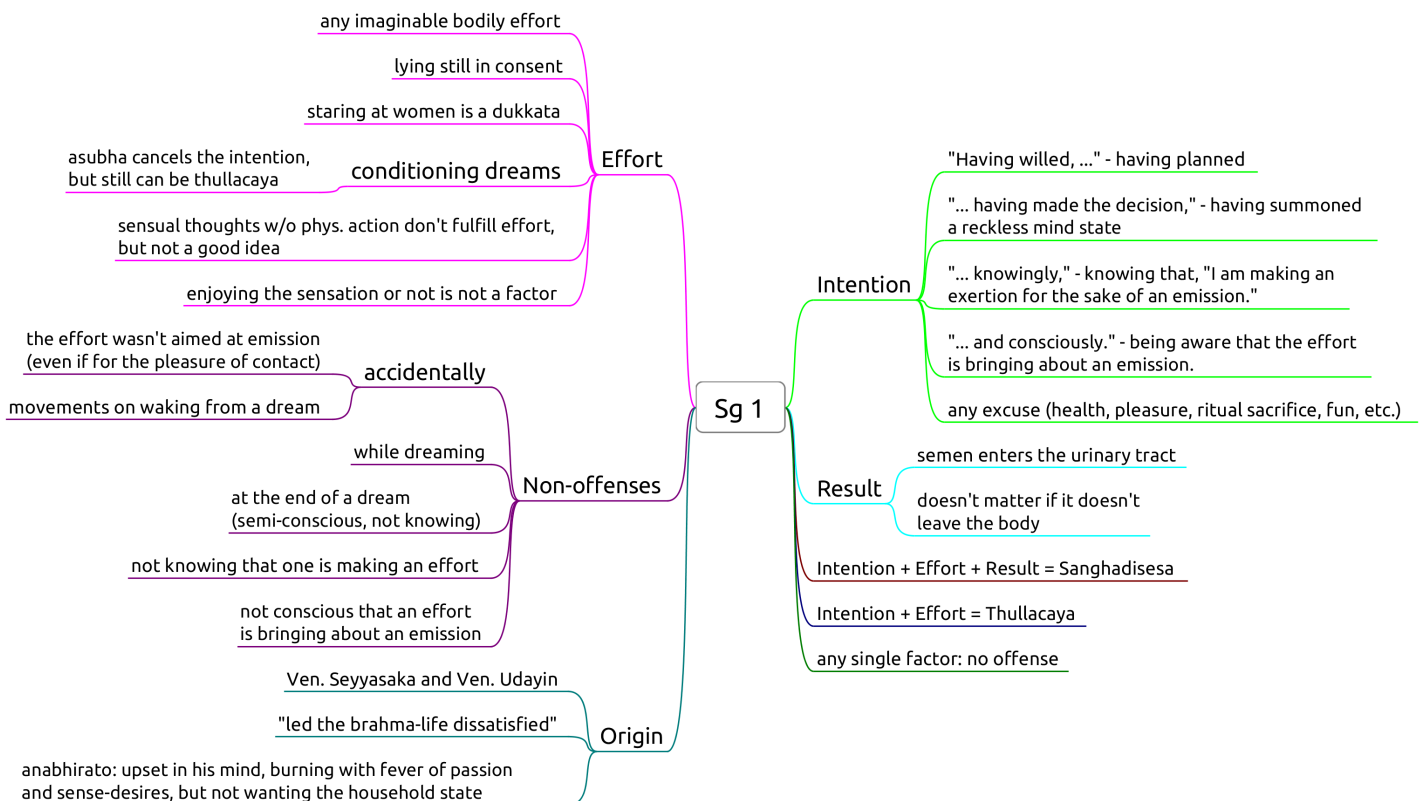 any imaginable bodily effort
lying still in consent
staring at women is a dukkata
asubha cancels the intention,
but still can be thullacaya
conditioning dreams
Effort
sensual thoughts w/o phys. action don't fulfill effort,
but not a good idea
enjoying the sensation or not is not a factor
the effort wasn't aimed at emission
(even if for the pleasure of contact)
accidentally
movements on waking from a dream
while dreaming
Non-offenses
at the end of a dream
(semi-conscious, not knowing)
not knowing that one is making an effort
not conscious that an effort
is bringing about an emission
Ven. Seyyasaka and Ven. Udayin
"led the brahma-life dissatisfied"
Origin
anabhirato: upset in his mind, burning with fever of passion
and sense-desires, but not wanting the household state
Sg 1
"Having willed, ..." - having planned
"... having made the decision," - having summoned
a reckless mind state
Intention
"... knowingly," - knowing that, "I am making an
exertion for the sake of an emission."
"... and consciously." - being aware that the effort
is bringing about an emission.
any excuse (health, pleasure, ritual sacrifice, fun, etc.)
semen enters the urinary tract
Result
doesn't matter if it doesn't
leave the body
Intention + Effort + Result = Sanghadisesa
Intention + Effort = Thullacaya
any single factor: no offense